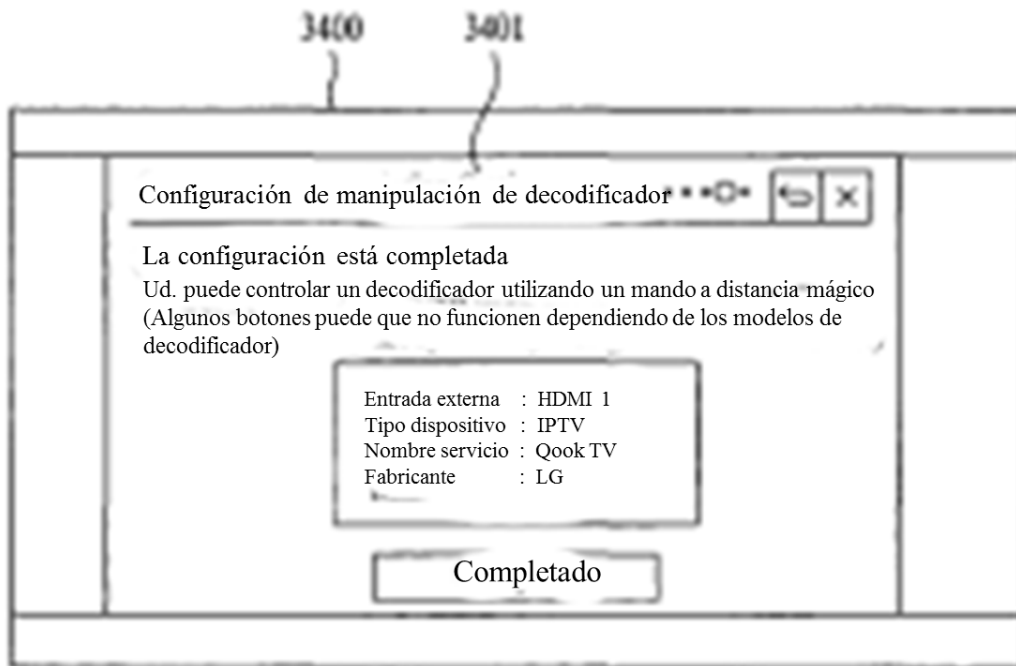 3400 3401
Configuración de manipulación de decodificador
La configuración está completada
Ud. puede controlar un decodificador utilizando un mando a distancia mágico
(Algunos botones puede que no funcionen dependiendo de los modelos de
decodificador)
Entrada externa : HDMI 1
Tipo dispositivo : IPTV
Nombre servicio : Qook TV
Fabricante : LG
Completado